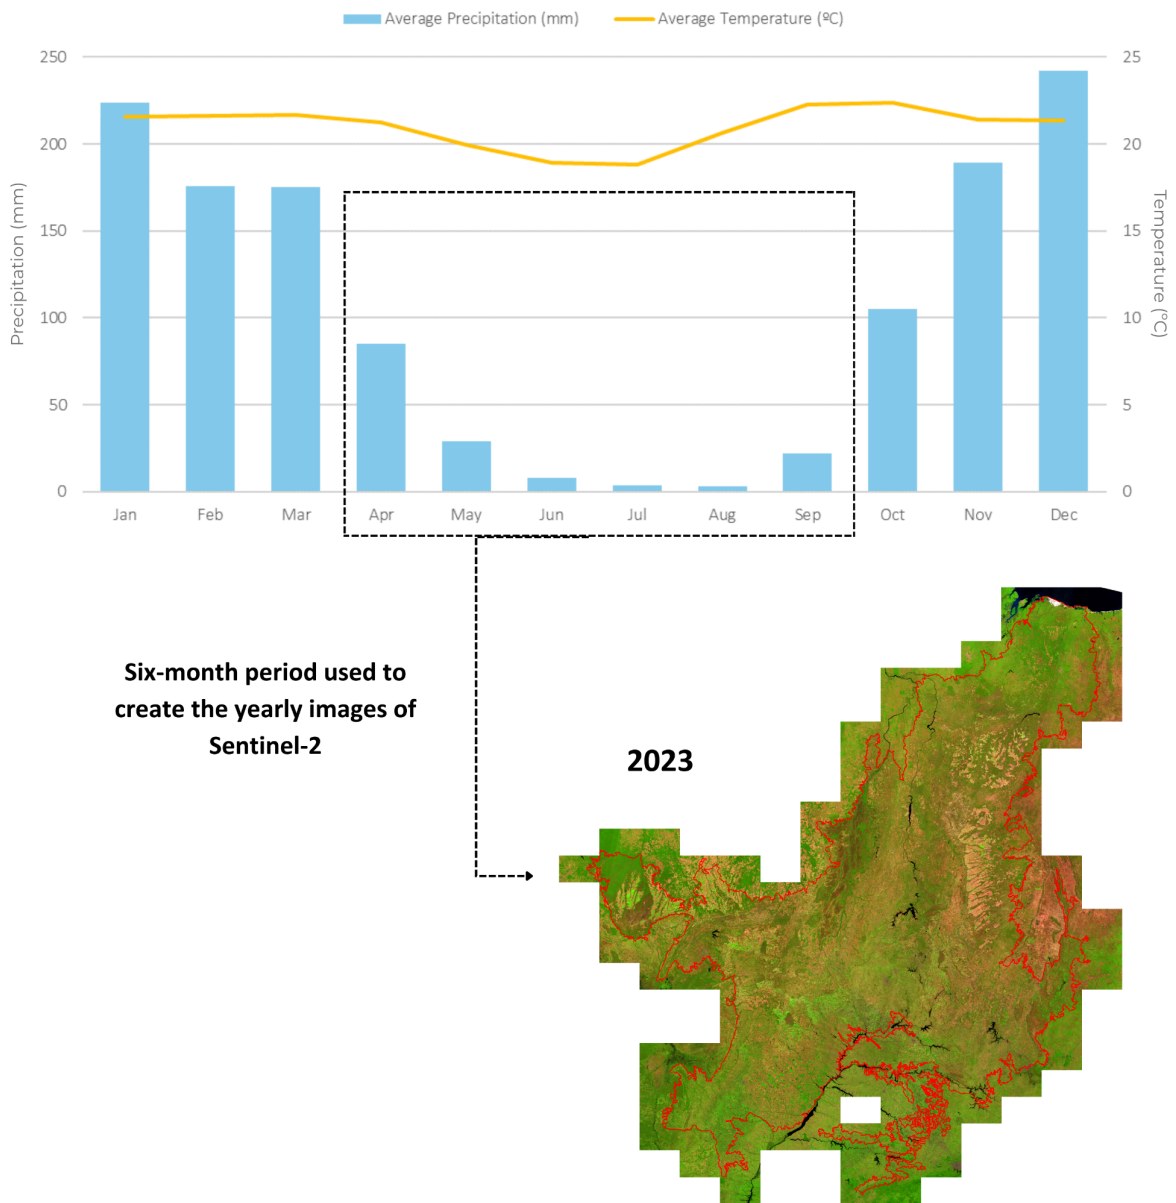 Average Precipitation (mm) Average Temperature (ºC)
250 25
200 20
150 15
100 10
50 5
0 0
Precipitation (mm)
Temperature (ºC)
Jan Feb Mar Apr May Jun Jul Aug Sep Oct Nov Dec
Six-month period used to
create the yearly images of
Sentinel-2
2023